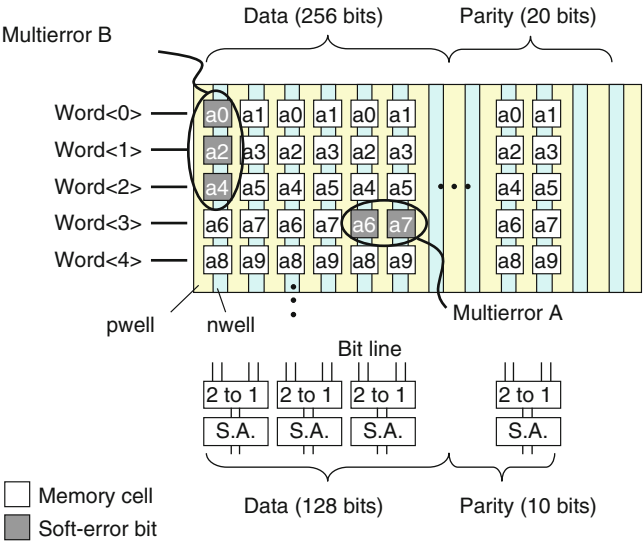 Data (256 bits) Parity (20 bits)
Multierror B
Word<0> a0 a1 a0 a1 a0 a1 a0 a1
Word<1> a2 a3 a2 a3 a2 a3 a2 a3
Word<2> a4 a5 a4 a5 a4 a5 a4 a5
Word<3> a6 a7 a6 a7 a6 a7 a6 a7
Word<4> a8 a9 a8 a9 a8 a9 a8 a9
pwell nwell Multierror A
Bit line
2 to 1 2 to 1 2 to 1 2 to 1
S.A. S.A. S.A. S.A.
Data (128 bits) Parity (10 bits)
Memory cell
Soft-error bit